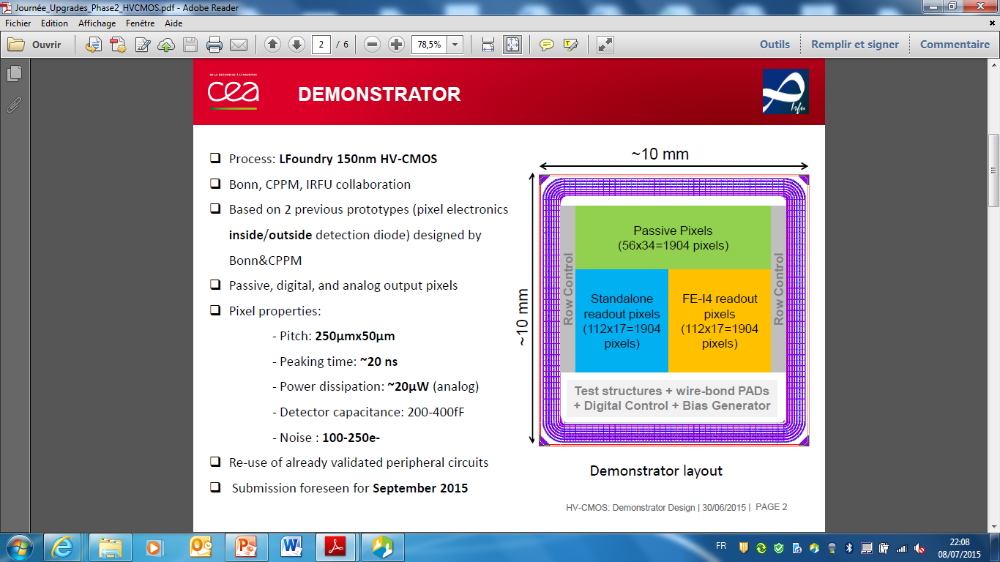 Journée_Upgrades_Phase2_HVCMOS.pdf - Adobe Reader
Fichier Edition Affichage Fenêtre Aide
Ouvrir 2 / 6 78,5% Outils Remplir et signer Commentaire
DE LA RECHERCHE À L'INDUSTRIE
cea
DEMONSTRATOR
Irfu
Process: LFoundry 150nm HV-CMOS
Bonn, CPPM, IRFU collaboration
Based on 2 previous prototypes (pixel electronics
inside/outside detection diode) designed by
Bonn&CPPM
Passive, digital, and analog output pixels
Pixel properties:
- Pitch: 250µmx50µm
- Peaking time: ~20 ns
- Power dissipation: ~20µW (analog)
- Detector capacitance: 200-400fF
- Noise : 100-250e-
Re-use of already validated peripheral circuits
Submission foreseen for September 2015
~10 mm
~10 mm
Passive Pixels
(56x34=1904 pixels)
Row Control
Standalone
readout pixels
(112x17=1904
pixels)
FE-I4 readout
pixels
(112x17=1904
pixels)
Row Control
Test structures + wire-bond PADs
+ Digital Control + Bias Generator
Demonstrator layout
HV-CMOS: Demonstrator Design | 30/06/2015 | PAGE 2
FR
22:08
08/07/2015